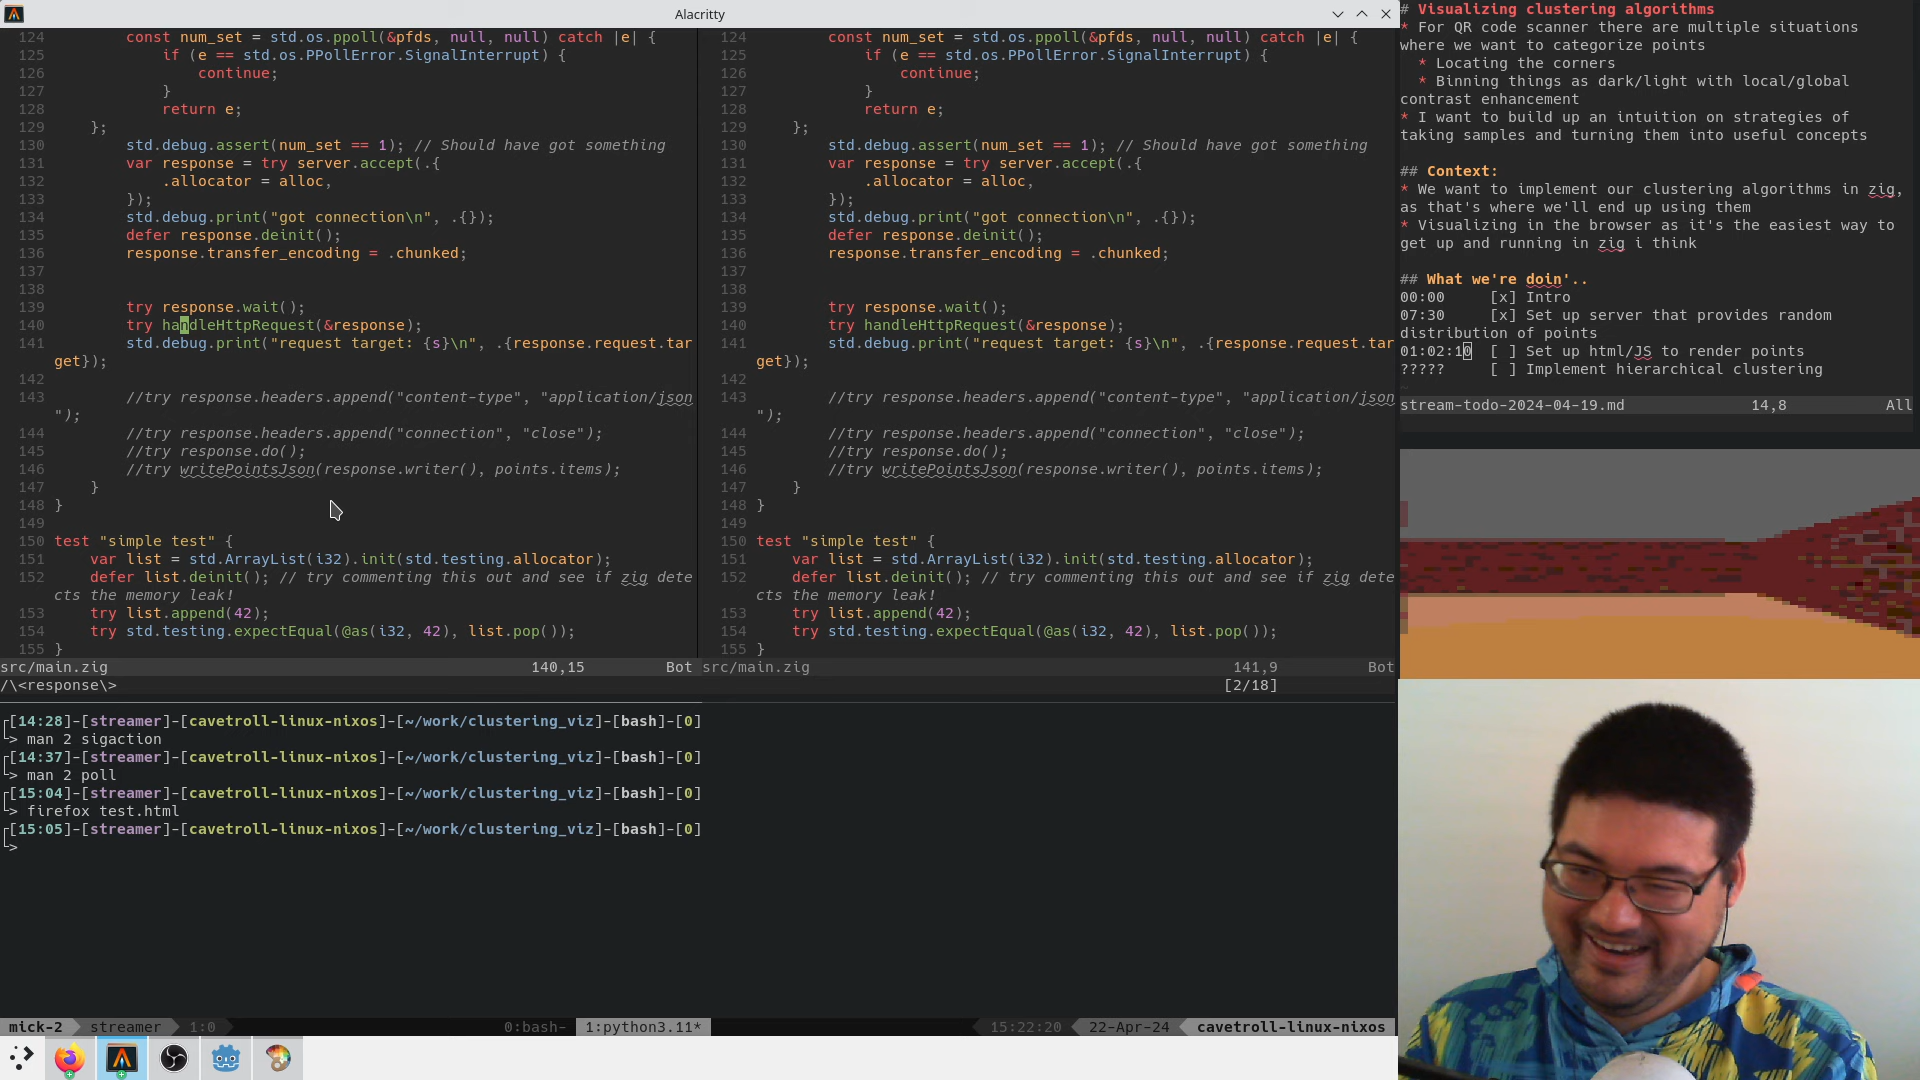 Alacritty
124         const num_set = std.os.ppoll(&pfds, null, null) catch |e| {
125             if (e == std.os.PPollError.SignalInterrupt) {
126                 continue;
127             }
128             return e;
129     };
130         std.debug.assert(num_set == 1); // Should have got something
131         var response = try server.accept(.{
132             .allocator = alloc,
133         });
134         std.debug.print("got connection\n", .{});
135         defer response.deinit();
136         response.transfer_encoding = .chunked;
137
138
139         try response.wait();
140         try handleHttpRequest(&response);
141         std.debug.print("request target: {s}\n", .{response.request.tar
get});
142
143         //try response.headers.append("content-type", "application/json
");
144         //try response.headers.append("connection", "close");
145         //try response.do();
146         //try writePointsJson(response.writer(), points.items);
147     }
148 }
149
150 test "simple test" {
151     var list = std.ArrayList(i32).init(std.testing.allocator);
152     defer list.deinit(); // try commenting this out and see if zig dete
cts the memory leak!
153     try list.append(42);
154     try std.testing.expectEqual(@as(i32, 42), list.pop());
155 }
src/main.zig 140,15 Bot
124         const num_set = std.os.ppoll(&pfds, null, null) catch |e| {
125             if (e == std.os.PPollError.SignalInterrupt) {
126                 continue;
127             }
128             return e;
129     };
130         std.debug.assert(num_set == 1); // Should have got something
131         var response = try server.accept(.{
132             .allocator = alloc,
133         });
134         std.debug.print("got connection\n", .{});
135         defer response.deinit();
136         response.transfer_encoding = .chunked;
137
138
139         try response.wait();
140         try handleHttpRequest(&response);
141         std.debug.print("request target: {s}\n", .{response.request.tar
get});
142
143         //try response.headers.append("content-type", "application/json
");
144         //try response.headers.append("connection", "close");
145         //try response.do();
146         //try writePointsJson(response.writer(), points.items);
147     }
148 }
149
150 test "simple test" {
151     var list = std.ArrayList(i32).init(std.testing.allocator);
152     defer list.deinit(); // try commenting this out and see if zig dete
cts the memory leak!
153     try list.append(42);
154     try std.testing.expectEqual(@as(i32, 42), list.pop());
155 }
src/main.zig 141,9 Bot
/\<response\> [2/18]
┌[14:28]-[streamer]-[cavetroll-linux-nixos]-[~/work/clustering_viz]-[bash]-[0]
└> man 2 sigaction
┌[14:37]-[streamer]-[cavetroll-linux-nixos]-[~/work/clustering_viz]-[bash]-[0]
└> man 2 poll
┌[15:04]-[streamer]-[cavetroll-linux-nixos]-[~/work/clustering_viz]-[bash]-[0]
└> firefox test.html
┌[15:05]-[streamer]-[cavetroll-linux-nixos]-[~/work/clustering_viz]-[bash]-[0]
└>
mick-2 streamer 1:0 0:bash- 1:python3.11* 15:22:20 22-Apr-24 cavetroll-linux-nixos
# Visualizing clustering algorithms
* For QR code scanner there are multiple situations
where we want to categorize points
  * Locating the corners
  * Binning things as dark/light with local/global
contrast enhancement
* I want to build up an intuition on strategies of
taking samples and turning them into useful concepts
## Context:
* We want to implement our clustering algorithms in zig,
as that's where we'll end up using them
* Visualizing in the browser as it's the easiest way to
get up and running in zig i think
## What we're doin'..
00:00     [x] Intro
07:30     [x] Set up server that provides random
distribution of points
01:02:10  [ ] Set up html/JS to render points
?????     [ ] Implement hierarchical clustering
~
stream-todo-2024-04-19.md 14,8 All